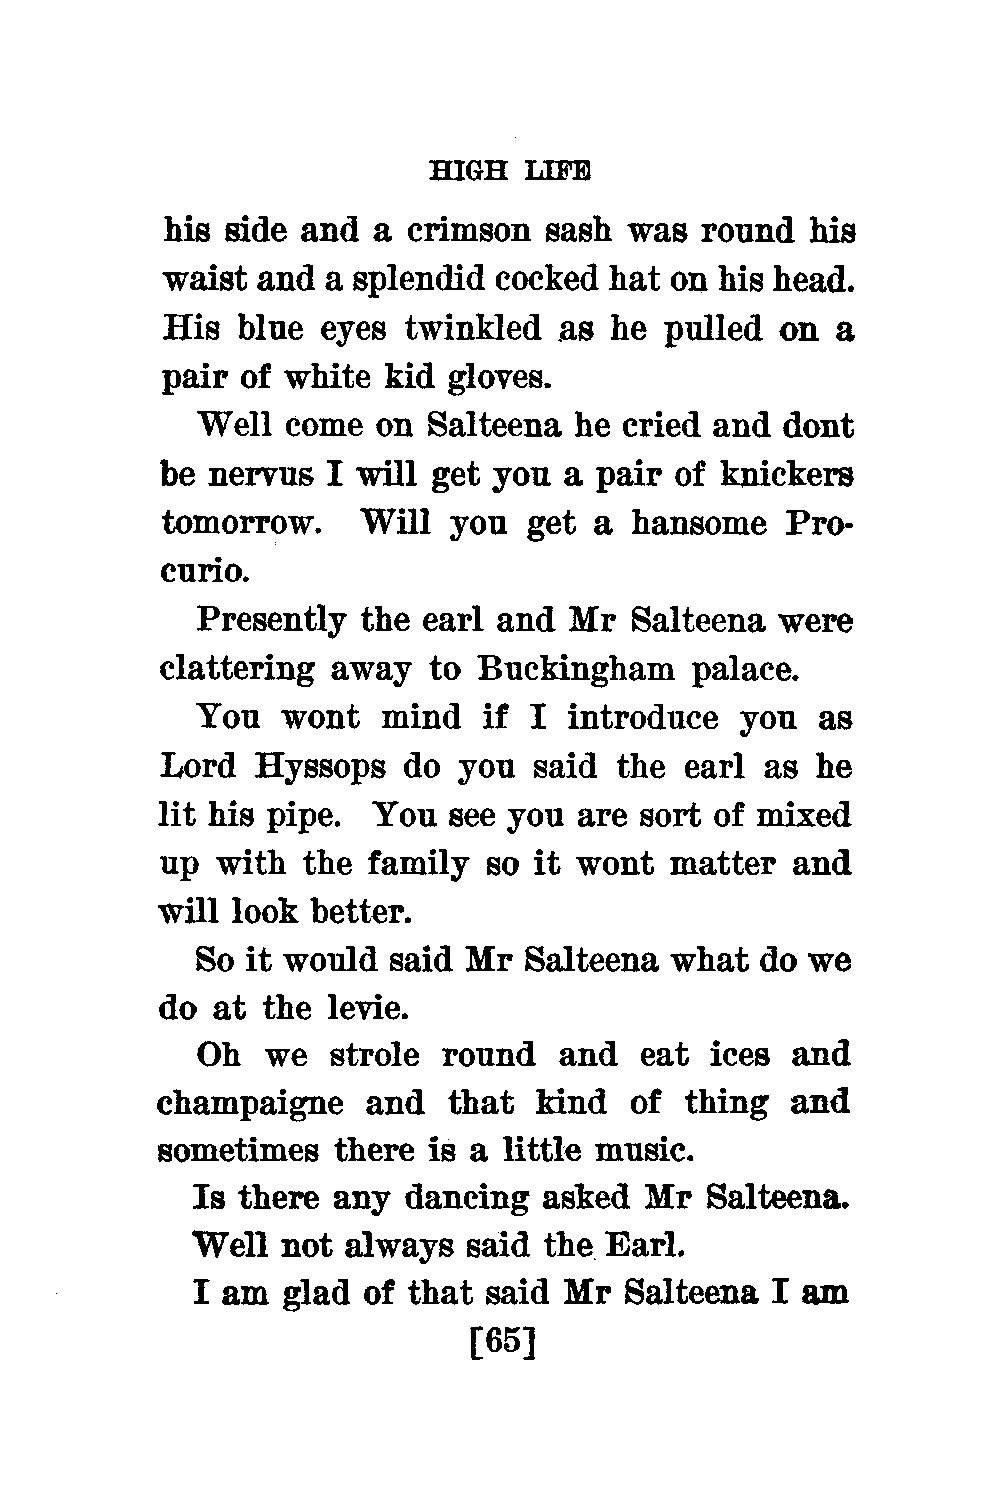 HIGH LIFE
his side and a crimson sash was round his
waist and a splendid cocked hat on his head.
His blue eyes twinkled as he pulled on a
pair of white kid gloves.
Well come on Salteena he cried and dont
be nervus I will get you a pair of knickers
tomorrow. Will you get a hansome Pro-
curio.
Presently the earl and Mr Salteena were
clattering away to Buckingham palace.
You wont mind if I introduce you as
Lord Hyssops do you said the earl as he
lit his pipe. You see you are sort of mixed
up with the family so it wont matter and
will look better.
So it would said Mr Salteena what do we
do at the levie.
Oh we strole round and eat ices and
champaigne and that kind of thing and
sometimes there is a little music.
Is there any dancing asked Mr Salteena.
Well not always said the Earl.
I am glad of that said Mr Salteena I am
[65]